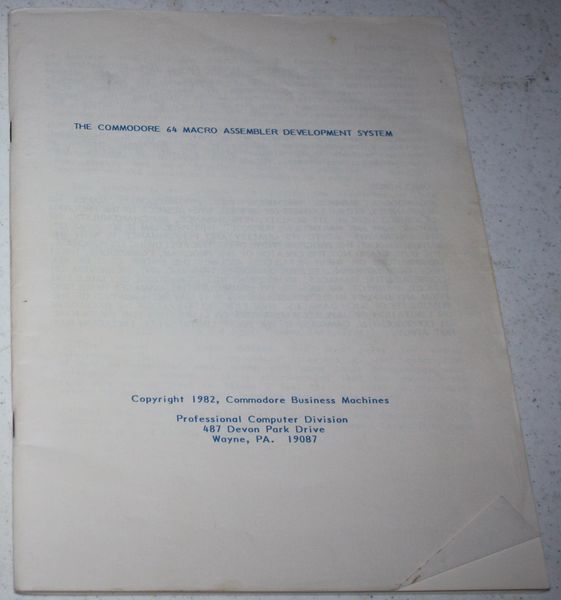 THE COMMODORE 64 MACRO ASSEMBLER DEVELOPMENT SYSTEM
Copyright 1982, Commodore Business Machines
Professional Computer Division
487 Devon Park Drive
Wayne, PA. 19087